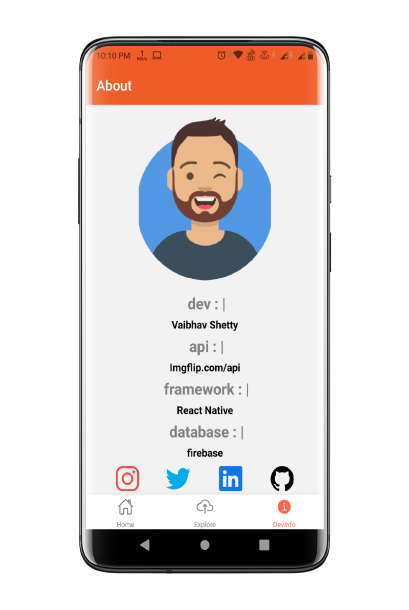 10:10 PM 1 KB/s
About
dev : |
Vaibhav Shetty
api : |
Imgflip.com/api
framework : |
React Native
database : |
firebase
in
Home Explore DevInfo